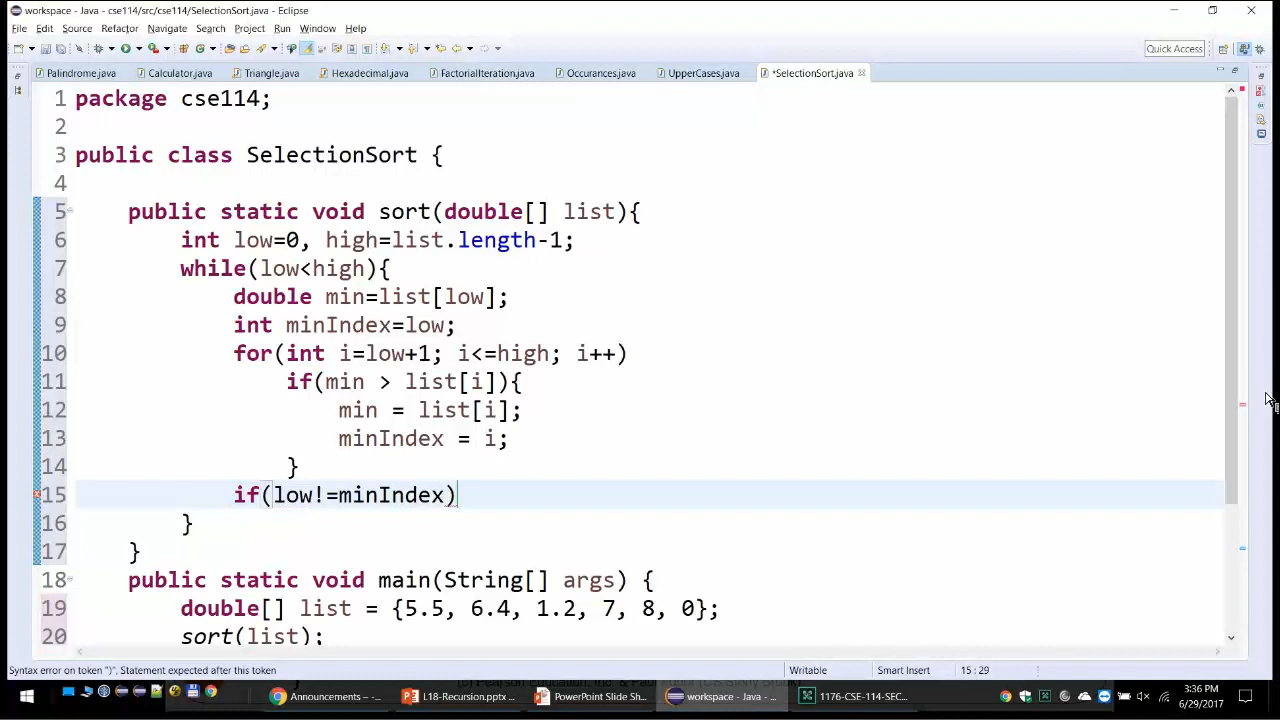 workspace - Java - cse114/src/cse114/SelectionSort.java - Eclipse
File Edit Source Refactor Navigate Search Project Run Window Help
Quick Access
Palindrome.java Calculator.java Triangle.java Hexadecimal.java FactorialIteration.java Occurances.java UpperCases.java *SelectionSort.java
1 package cse114;
2
3 public class SelectionSort {
4
5 public static void sort(double[] list){
6 int low=0, high=list.length-1;
7 while(low<high){
8 double min=list[low];
9 int minIndex=low;
10 for(int i=low+1; i<=high; i++)
11 if(min > list[i]){
12 min = list[i];
13 minIndex = i;
14 }
15 if(low!=minIndex)
16 }
17 }
18 public static void main(String[] args) {
19 double[] list = {5.5, 6.4, 1.2, 7, 8, 0};
20 sort(list);
Syntax error on token ")", Statement expected after this token Writable Smart Insert 15 : 29
Announcements – ... L18-Recursion.pptx ... PowerPoint Slide Sh... workspace - Java - ... 1176-CSE-114-SEC...
3:36 PM
6/29/2017